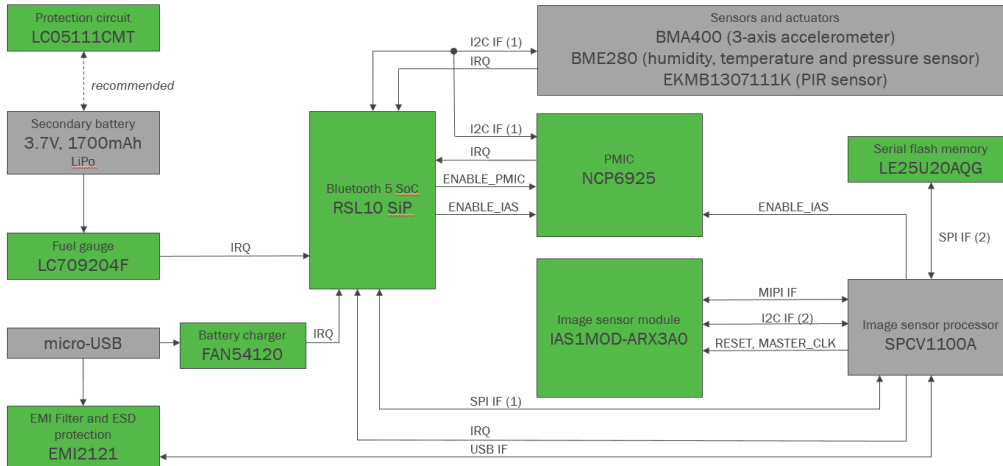 Protection circuit
LC05111CMT
recommended
Secondary battery
3.7V, 1700mAh
LiPo
Fuel gauge
LC709204F
IRQ
micro-USB
Battery charger
FAN54120
IRQ
EMI Filter and ESD
protection
EMI2121
Bluetooth 5 SoC
RSL10 SiP
I2C IF (1)
IRQ
Sensors and actuators
BMA400 (3-axis accelerometer)
BME280 (humidity, temperature and pressure sensor)
EKMB1307111K (PIR sensor)
I2C IF (1)
IRQ
ENABLE_PMIC
ENABLE_IAS
PMIC
NCP6925
Serial flash memory
LE25U20AQG
ENABLE_IAS
SPI IF (2)
Image sensor module
IAS1MOD-ARX3A0
MIPI IF
I2C IF (2)
RESET, MASTER_CLK
Image sensor processor
SPCV1100A
SPI IF (1)
IRQ
USB IF